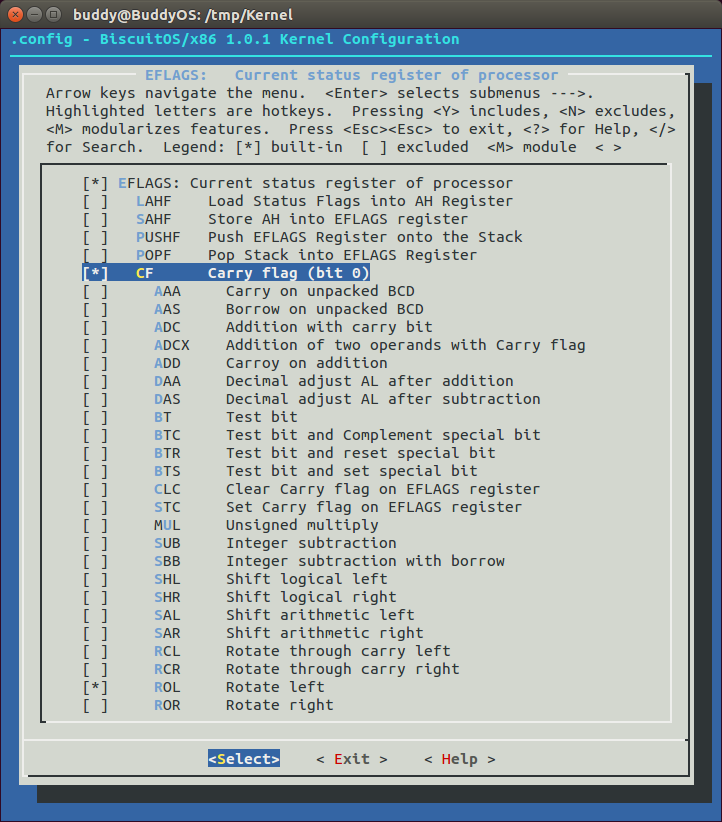 buddy@BuddyOS: /tmp/Kernel
.config - BiscuitOS/x86 1.0.1 Kernel Configuration
EFLAGS:   Current status register of processor
Arrow keys navigate the menu.  <Enter> selects submenus --->.
Highlighted letters are hotkeys.  Pressing <Y> includes, <N> excludes,
<M> modularizes features.  Press <Esc><Esc> to exit, <?> for Help, </>
for Search.  Legend: [*] built-in  [ ] excluded  <M> module  < >
[*] EFLAGS: Current status register of processor
[ ]   LAHF    Load Status Flags into AH Register
[ ]   SAHF    Store AH into EFLAGS register
[ ]   PUSHF   Push EFLAGS Register onto the Stack
[ ]   POPF    Pop Stack into EFLAGS Register
[*]   CF      Carry flag (bit 0)
[ ]     AAA     Carry on unpacked BCD
[ ]     AAS     Borrow on unpacked BCD
[ ]     ADC     Addition with carry bit
[ ]     ADCX    Addition of two operands with Carry flag
[ ]     ADD     Carroy on addition
[ ]     DAA     Decimal adjust AL after addition
[ ]     DAS     Decimal adjust AL after subtraction
[ ]     BT      Test bit
[ ]     BTC     Test bit and Complement special bit
[ ]     BTR     Test bit and reset special bit
[ ]     BTS     Test bit and set special bit
[ ]     CLC     Clear Carry flag on EFLAGS register
[ ]     STC     Set Carry flag on EFLAGS register
[ ]     MUL     Unsigned multiply
[ ]     SUB     Integer subtraction
[ ]     SBB     Integer subtraction with borrow
[ ]     SHL     Shift logical left
[ ]     SHR     Shift logical right
[ ]     SAL     Shift arithmetic left
[ ]     SAR     Shift arithmetic right
[ ]     RCL     Rotate through carry left
[ ]     RCR     Rotate through carry right
[*]     ROL     Rotate left
[ ]     ROR     Rotate right
<Select>    < Exit >    < Help >